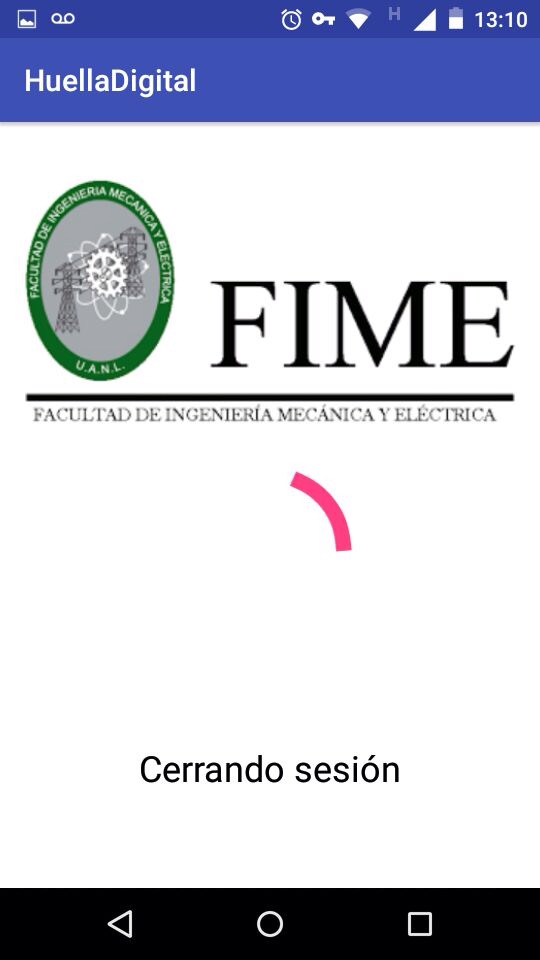 H
13:10
HuellaDigital
FACULTAD DE INGENIERIA MECANICA Y ELECTRICA
U.A.N.L.
FIME
FACULTAD DE INGENIERÍA MECÁNICA Y ELÉCTRICA
Cerrando sesión